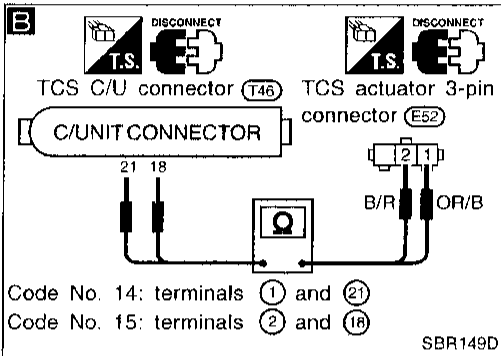 B
DISCONNECT DISCONNECT
T.S. T.S.
TCS C/U connector T46 TCS actuator 3-pin
connector E52
C/UNIT CONNECTOR
2 1
21 18
B/R OR/B
Ω
Code No. 14: terminals 1 and 21
Code No. 15: terminals 2 and 18
SBR149D